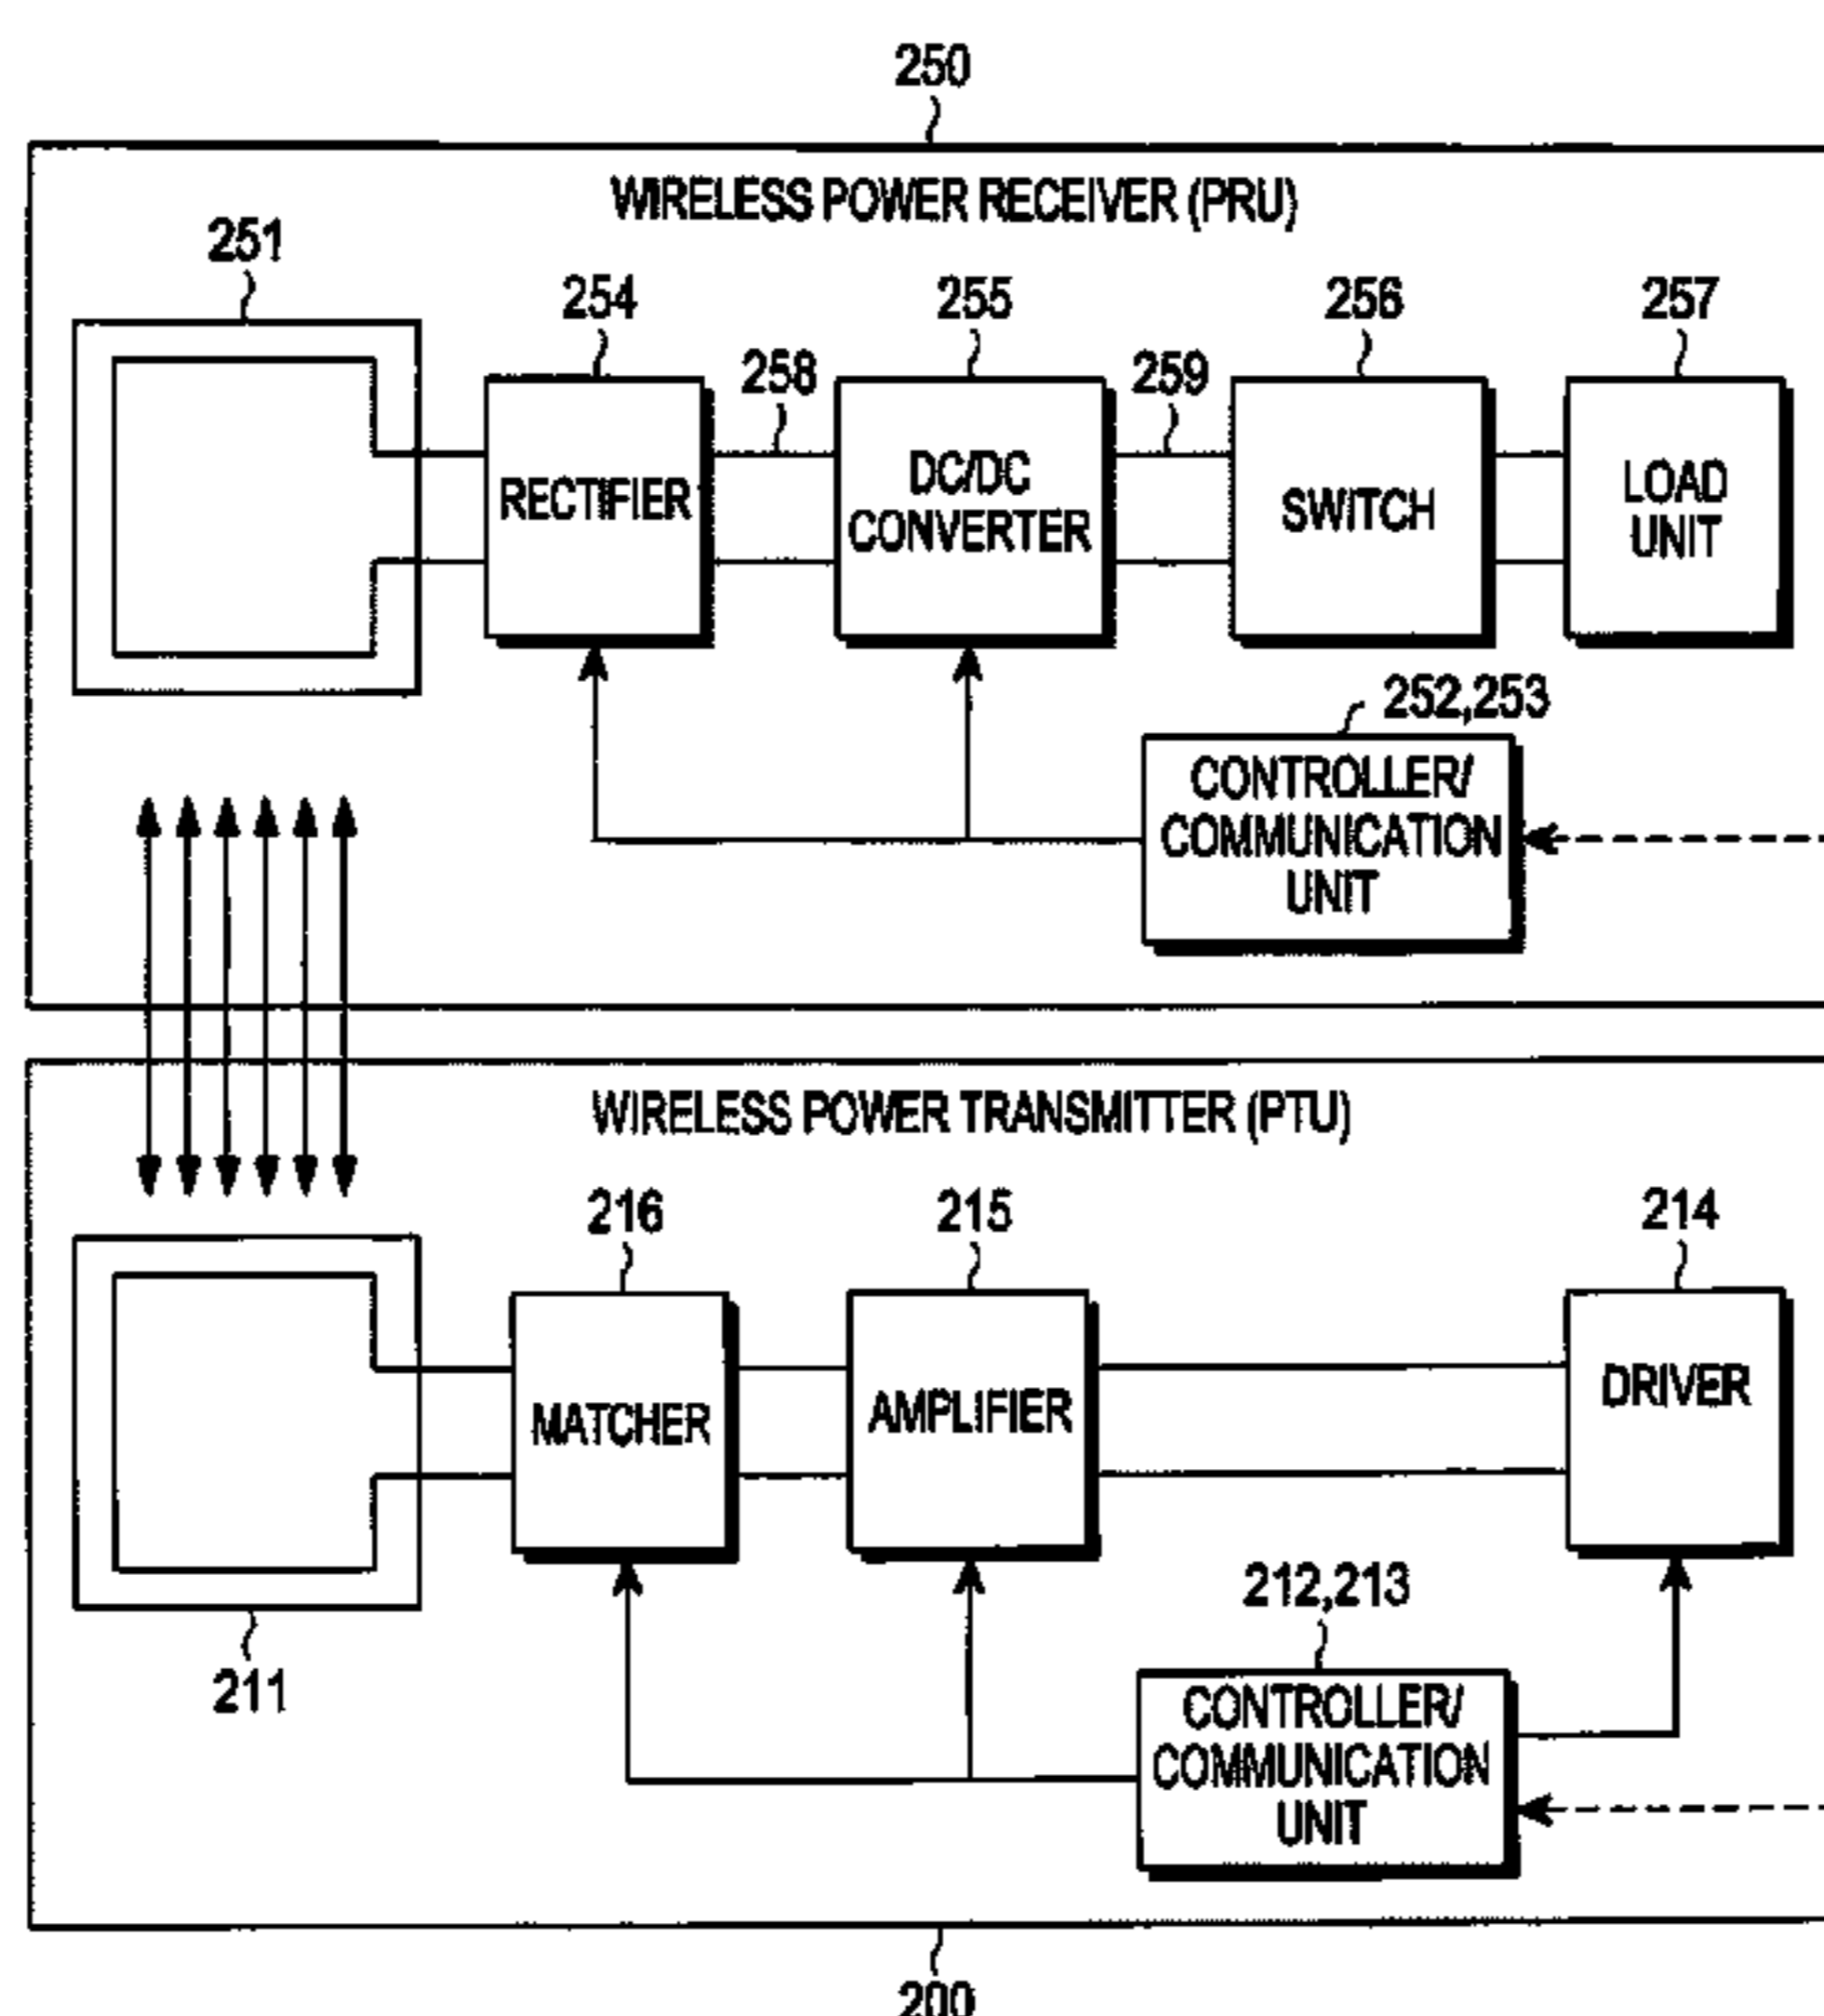 250
WIRELESS POWER RECEIVER (PRU)
251
254
258
255
259
256
257
RECTIFIER
DC/DC
CONVERTER
SWITCH
LOAD
UNIT
252,253
CONTROLLER/
COMMUNICATION
UNIT
WIRELESS POWER TRANSMITTER (PTU)
216
215
214
MATCHER
AMPLIFIER
DRIVER
211
212,213
CONTROLLER/
COMMUNICATION
UNIT
200